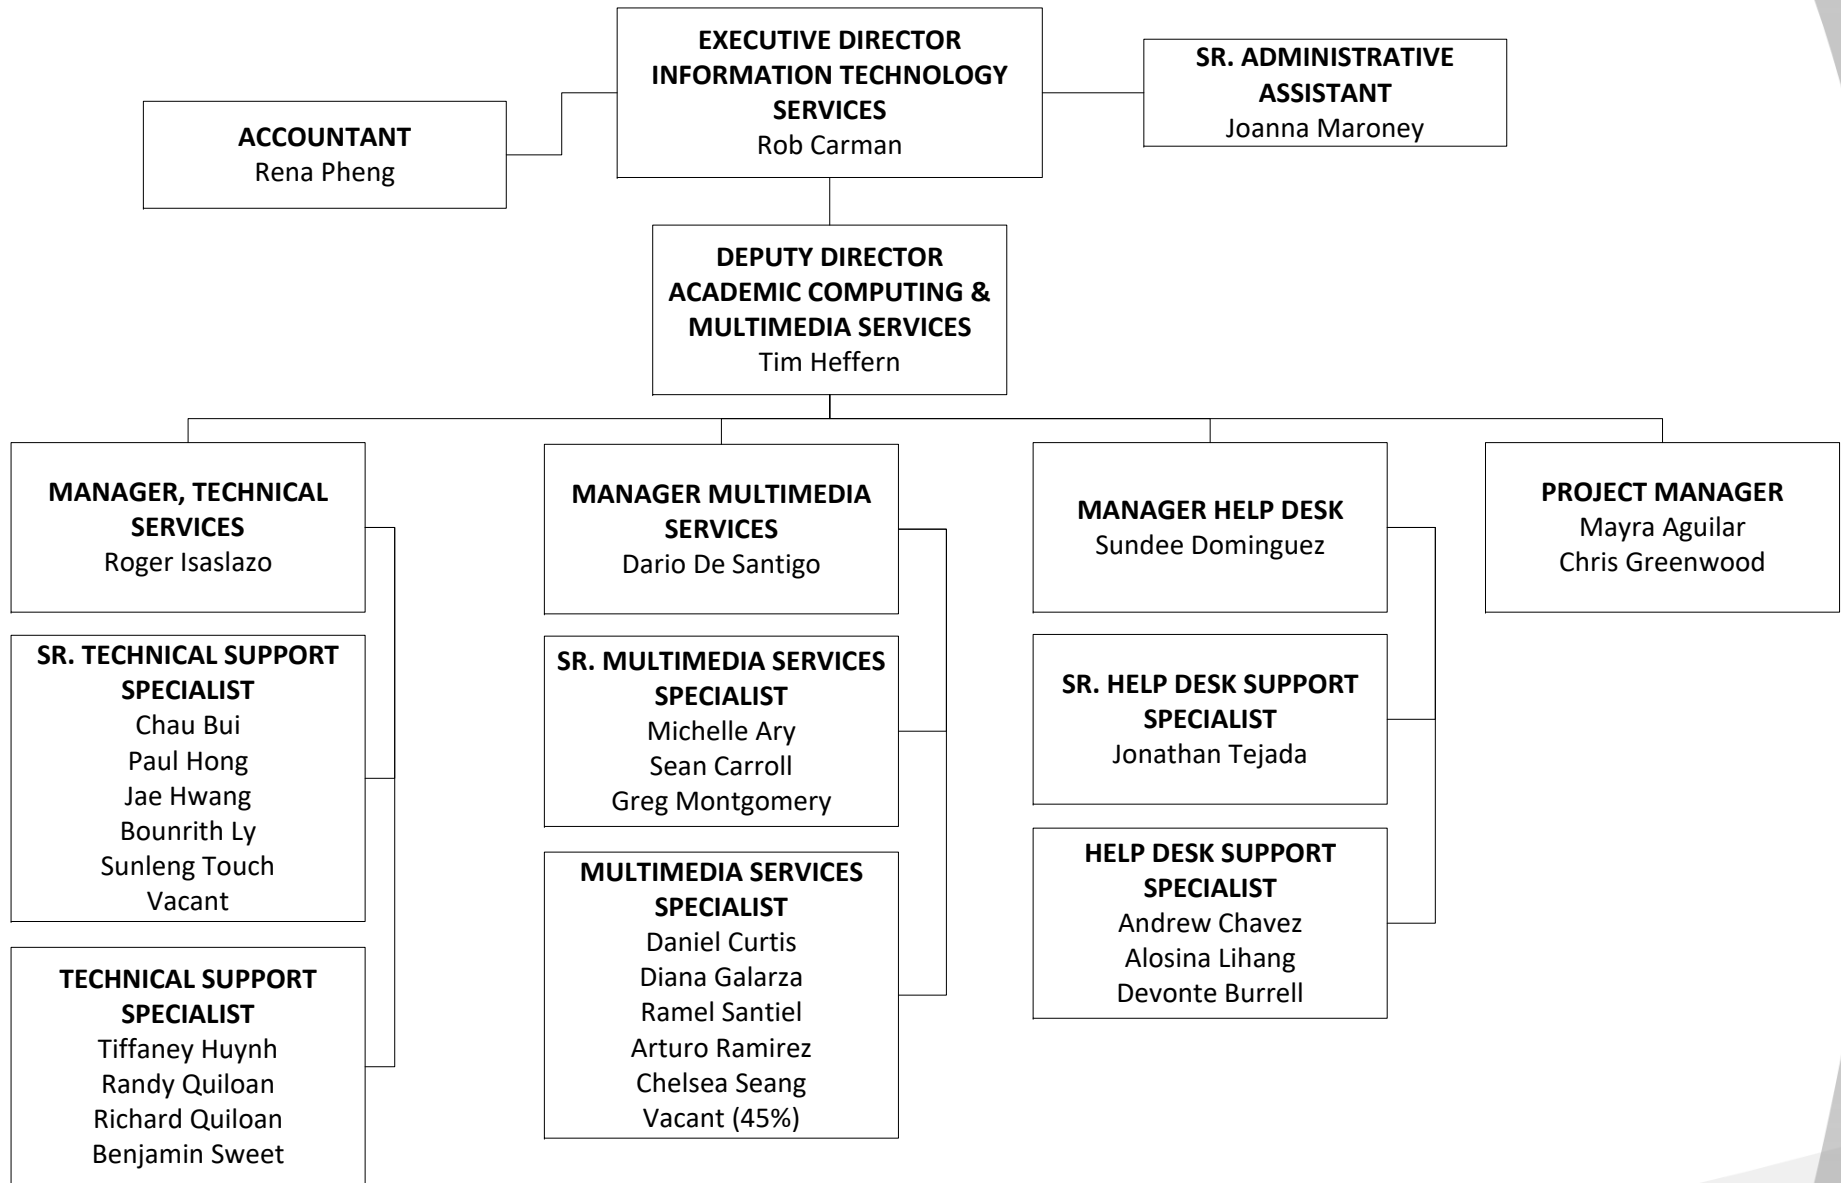 EXECUTIVE DIRECTOR
INFORMATION TECHNOLOGY
SERVICES
Rob Carman
SR. ADMINISTRATIVE
ASSISTANT
Joanna Maroney
ACCOUNTANT
Rena Pheng
DEPUTY DIRECTOR
ACADEMIC COMPUTING &
MULTIMEDIA SERVICES
Tim Heffern
MANAGER, TECHNICAL
SERVICES
Roger Isaslazo
SR. TECHNICAL SUPPORT
SPECIALIST
Chau Bui
Paul Hong
Jae Hwang
Bounrith Ly
Sunleng Touch
Vacant
TECHNICAL SUPPORT
SPECIALIST
Tiffaney Huynh
Randy Quiloan
Richard Quiloan
Benjamin Sweet
MANAGER MULTIMEDIA
SERVICES
Dario De Santigo
SR. MULTIMEDIA SERVICES
SPECIALIST
Michelle Ary
Sean Carroll
Greg Montgomery
MULTIMEDIA SERVICES
SPECIALIST
Daniel Curtis
Diana Galarza
Ramel Santiel
Arturo Ramirez
Chelsea Seang
Vacant (45%)
MANAGER HELP DESK
Sundee Dominguez
SR. HELP DESK SUPPORT
SPECIALIST
Jonathan Tejada
HELP DESK SUPPORT
SPECIALIST
Andrew Chavez
Alosina Lihang
Devonte Burrell
PROJECT MANAGER
Mayra Aguilar
Chris Greenwood